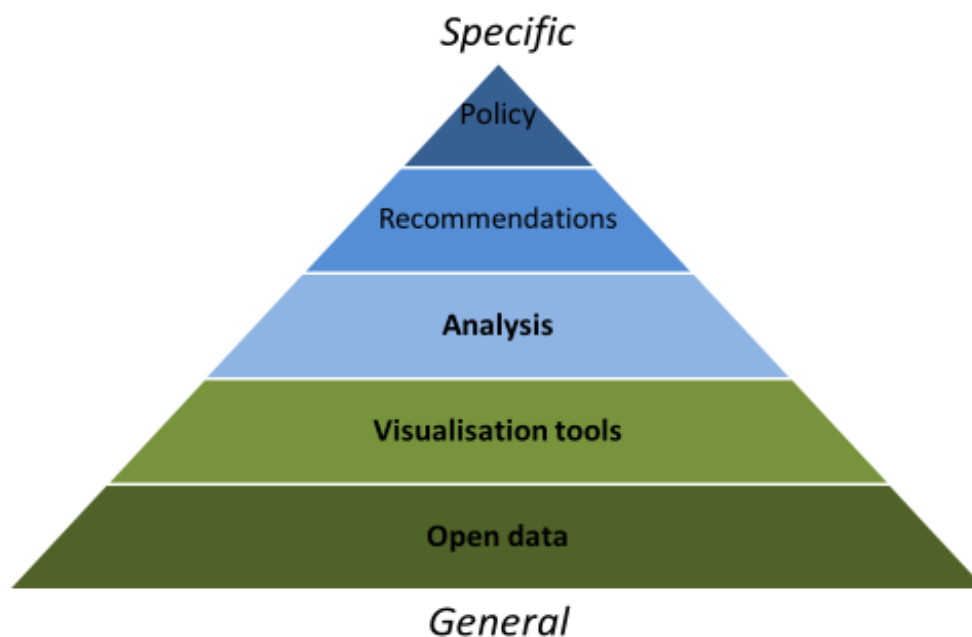 Specific
Policy
Recommendations
Analysis
Visualisation tools
Open data
General